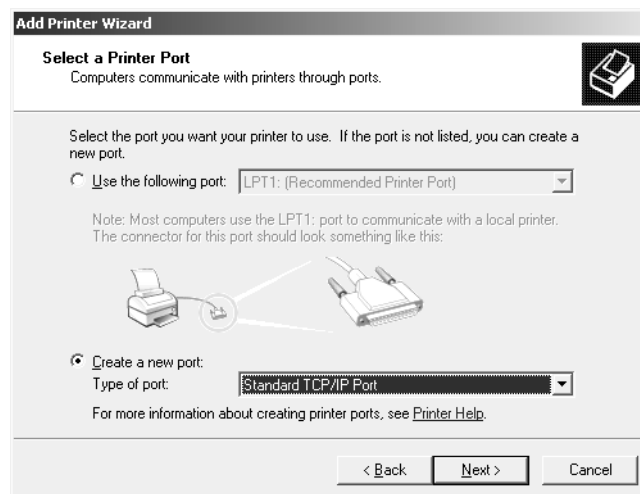 Add Printer Wizard
Select a Printer Port
Computers communicate with printers through ports.
Select the port you want your printer to use. If the port is not listed, you can create a
new port.
Use the following port: LPT1: (Recommended Printer Port)
Note: Most computers use the LPT1: port to communicate with a local printer.
The connector for this port should look something like this:
Create a new port:
Type of port: Standard TCP/IP Port
For more information about creating printer ports, see Printer Help.
< Back Next > Cancel